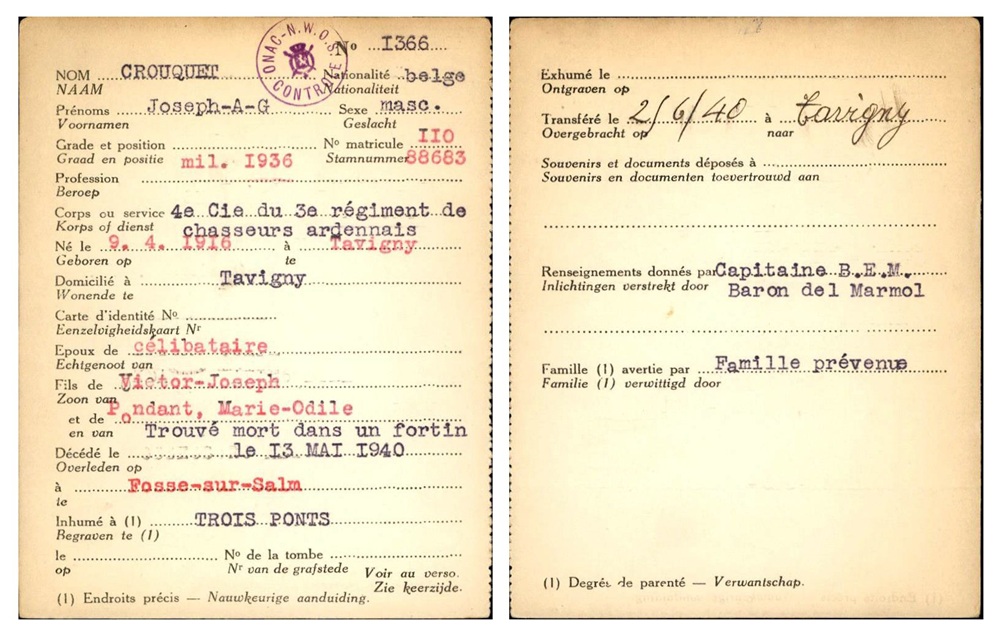 ONAC-N.W.O.S. CONTROLE
No ...1366
NOM CROUQUET Nationalité belge
NAAM Nationaliteit
Prénoms Joseph-A-G Sexe masc.
Voornamen Geslacht
Grade et position No matricule 110
Graad en positie mil. 1936 Stamnummer 88683
Profession
Beroep
Corps ou service 4e Cie du 3e régiment de
Korps of dienst chasseurs ardennais
Né le 9. 4. 1916 à Tavigny
Geboren op te
Domicilié à Tavigny
Wonende te
Carte d'identité No
Eenzelvigheidskaart Nr
Epoux de célibataire
Echtgenoot van
Fils de Victor-Joseph
Zoon van
et de Pondant, Marie-Odile
en van Trouvé mort dans un fortin
Décédé le le 13 MAI 1940
Overleden op
à Fosse-sur-Salm
te
Inhumé à (1) TROIS PONTS
Begraven te (1)
le No de la tombe
op Nr van de grafstede Voir au verso.
Zie keerzijde.
(1) Endroits précis — Nauwkeurige aanduiding.
Exhumé le
Ontgraven op
Transféré le 2/6/40 à Tavigny
Overgebracht op naar
Souvenirs et documents déposés à
Souvenirs en documenten toevertrouwd aan
Renseignements donnés par Capitaine B.E.M.
Inlichtingen verstrekt door Baron del Marmol
Famille (1) avertie par Famille prévenue
Familie (1) verwittigd door
(1) Degrés de parenté — Verwantschap.